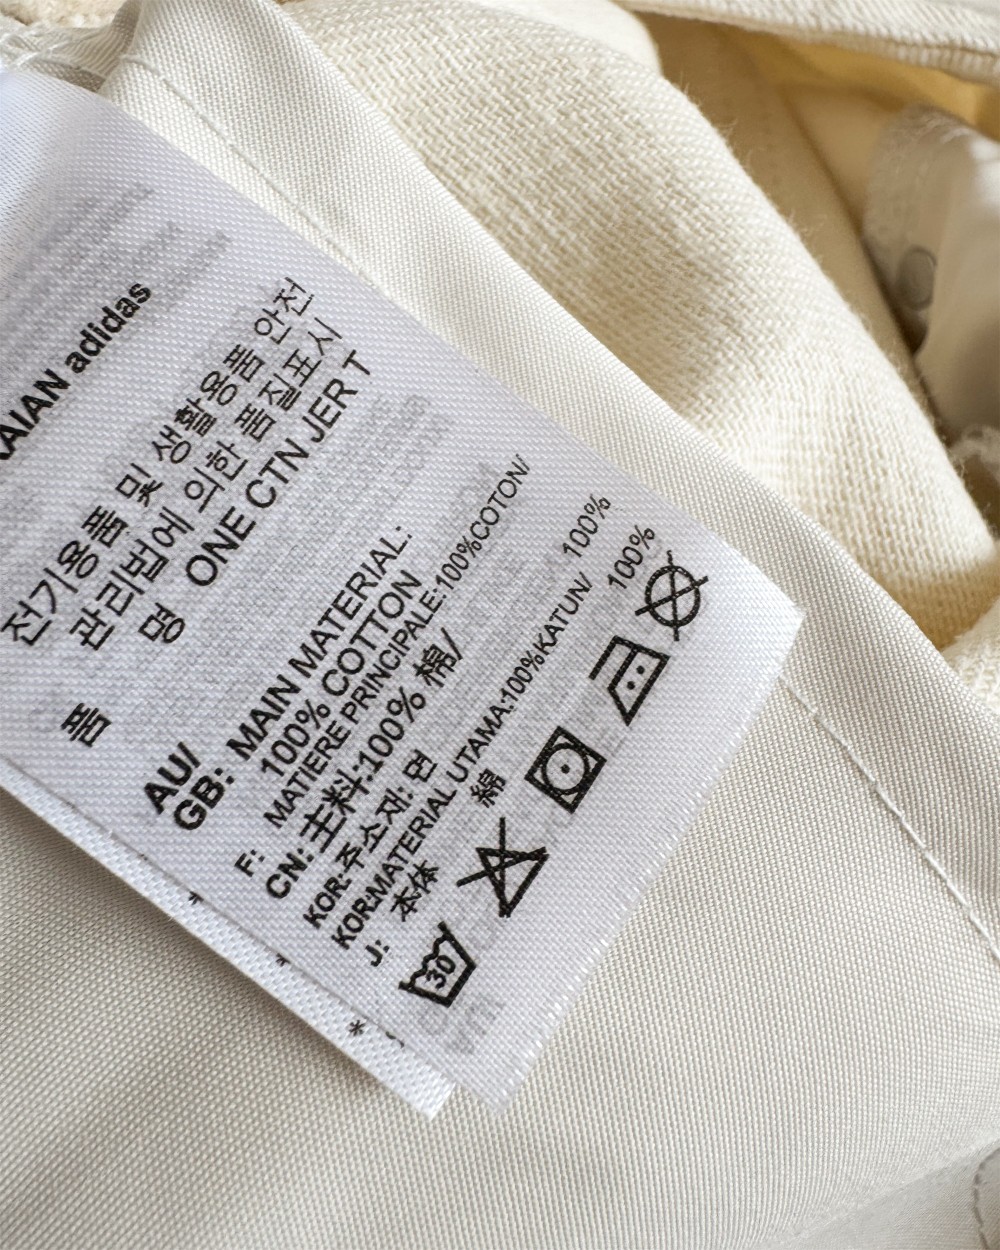 adidas
전기용품 및 생활용품 안전
관리법에 의한 품질표시
품명 ONE CTN JER T
AU/
GB: MAIN MATERIAL:
100% COTTON
F: MATIERE PRINCIPALE:100%COTON/
CN: 主料:100% 棉/
KOR:주소재: 면 100%
KOR:MATERIAL UTAMA:100%KATUN/
J: 本体 綿 100%
30